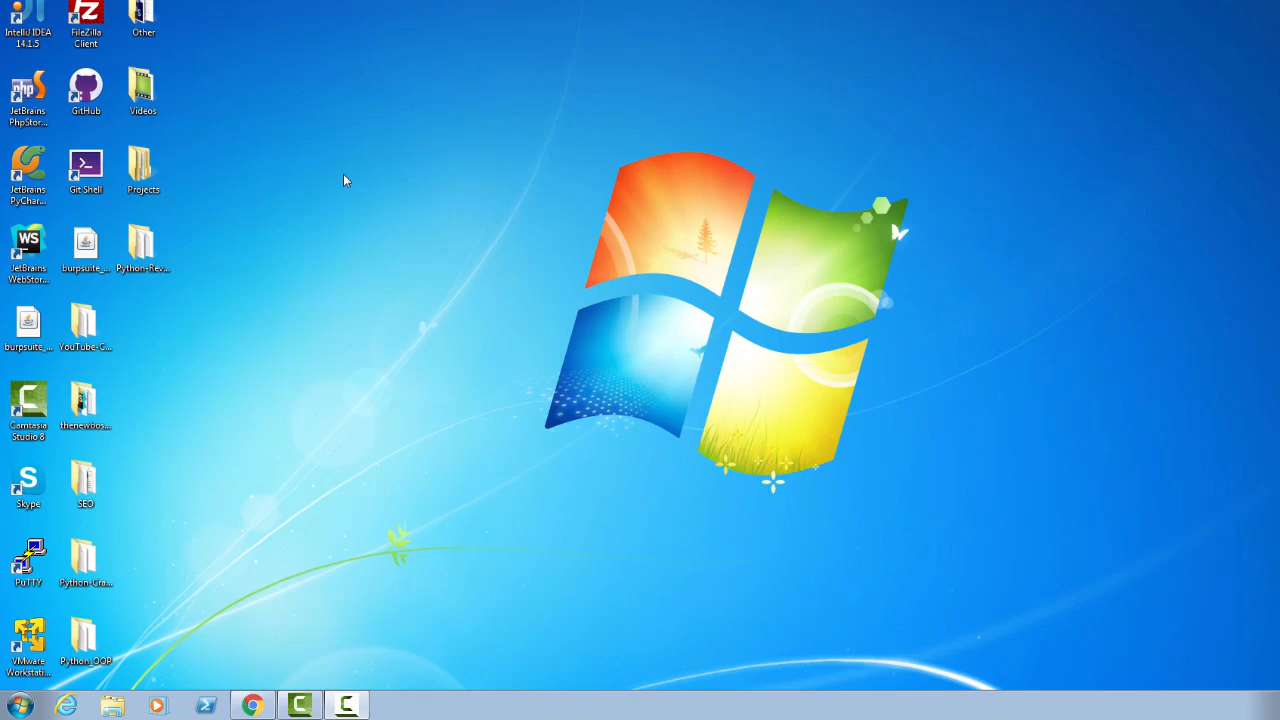 IntelliJ IDEA
14.1.5
FileZilla
Client
Other
JetBrains
PhpStor...
GitHub
Videos
JetBrains
PyChar...
Git Shell
Projects
WS
JetBrains
WebStor...
burpsuite_...
Python-Rev...
burpsuite_...
YouTube-C...
Camtasia
Studio 8
thenewbos...
Skype
SEO
PuTTY
Python-Cra...
VMware
Workstati...
Python_OOP